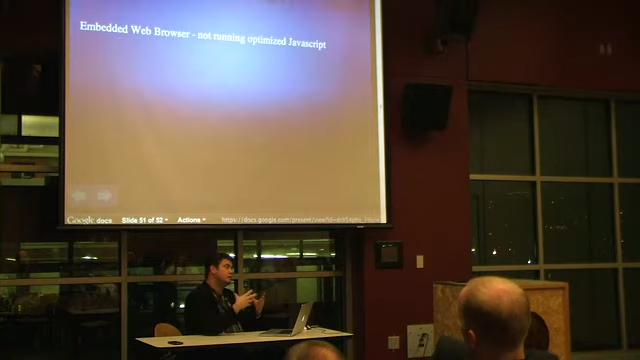 Embedded Web Browser - not running optimized Javascript
Google docs Slide 51 of 52 Actions